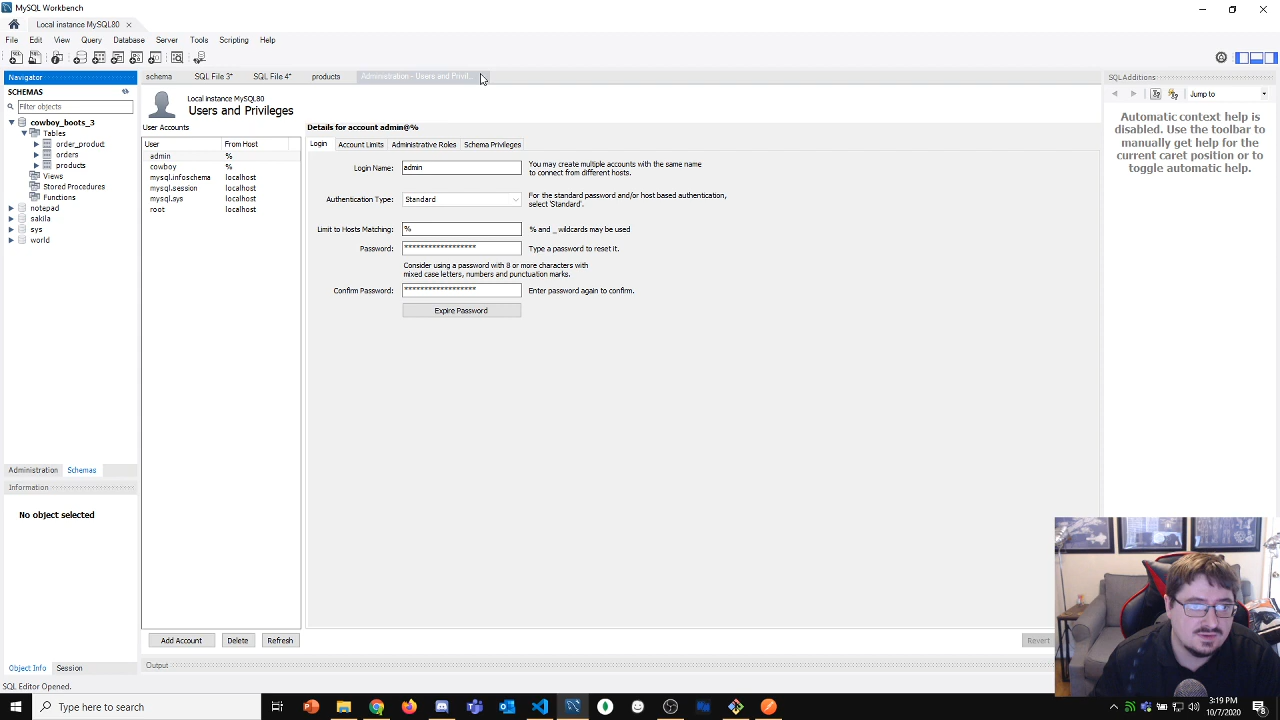 MySQL Workbench
Local instance MySQL80
File Edit View Query Database Server Tools Scripting Help
Navigator
SCHEMAS
Filter objects
cowboy_boots_3
Tables
order_product
orders
products
Views
Stored Procedures
Functions
notepad
sakila
sys
world
Administration Schemas
Information
No object selected
Object Info Session
SQL Editor Opened.
schema SQL File 3* SQL File 4* products Administration - Users and Privil...
Local instance MySQL80
Users and Privileges
User Accounts
User From Host
admin %
cowboy %
mysql.infoschema localhost
mysql.session localhost
mysql.sys localhost
root localhost
Add Account Delete Refresh
Details for account admin@%
Login Account Limits Administrative Roles Schema Privileges
Login Name: admin You may create multiple accounts with the same name
to connect from different hosts.
Authentication Type: Standard For the standard password and/or host based authentication,
select 'Standard'.
Limit to Hosts Matching: % % and _ wildcards may be used
Password: ****************** Type a password to reset it.
Consider using a password with 8 or more characters with
mixed case letters, numbers and punctuation marks.
Confirm Password: ****************** Enter password again to confirm.
Expire Password
Revert
Output
SQLAdditions
Jump to
Automatic context help is
disabled. Use the toolbar to
manually get help for the
current caret position or to
toggle automatic help.
Type here to search
3:19 PM
10/7/2020